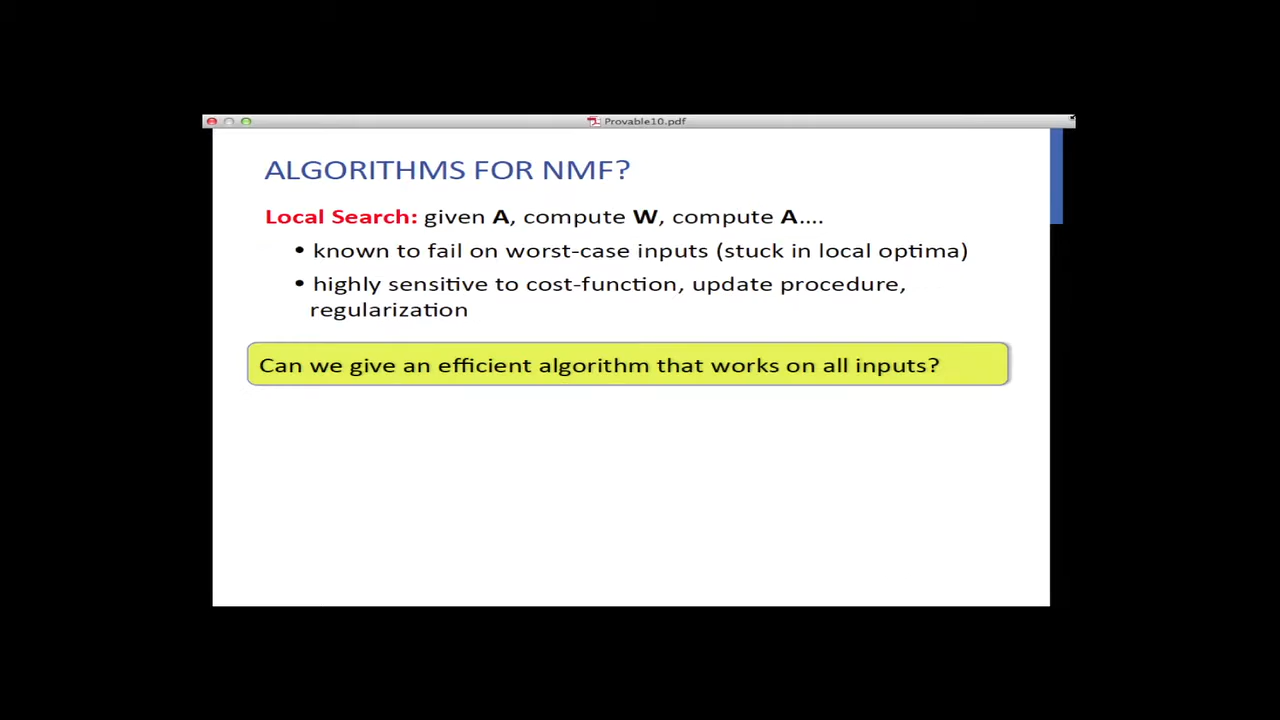 Provable10.pdf
ALGORITHMS FOR NMF?
Local Search: given A, compute W, compute A....
• known to fail on worst-case inputs (stuck in local optima)
• highly sensitive to cost-function, update procedure,
regularization
Can we give an efficient algorithm that works on all inputs?